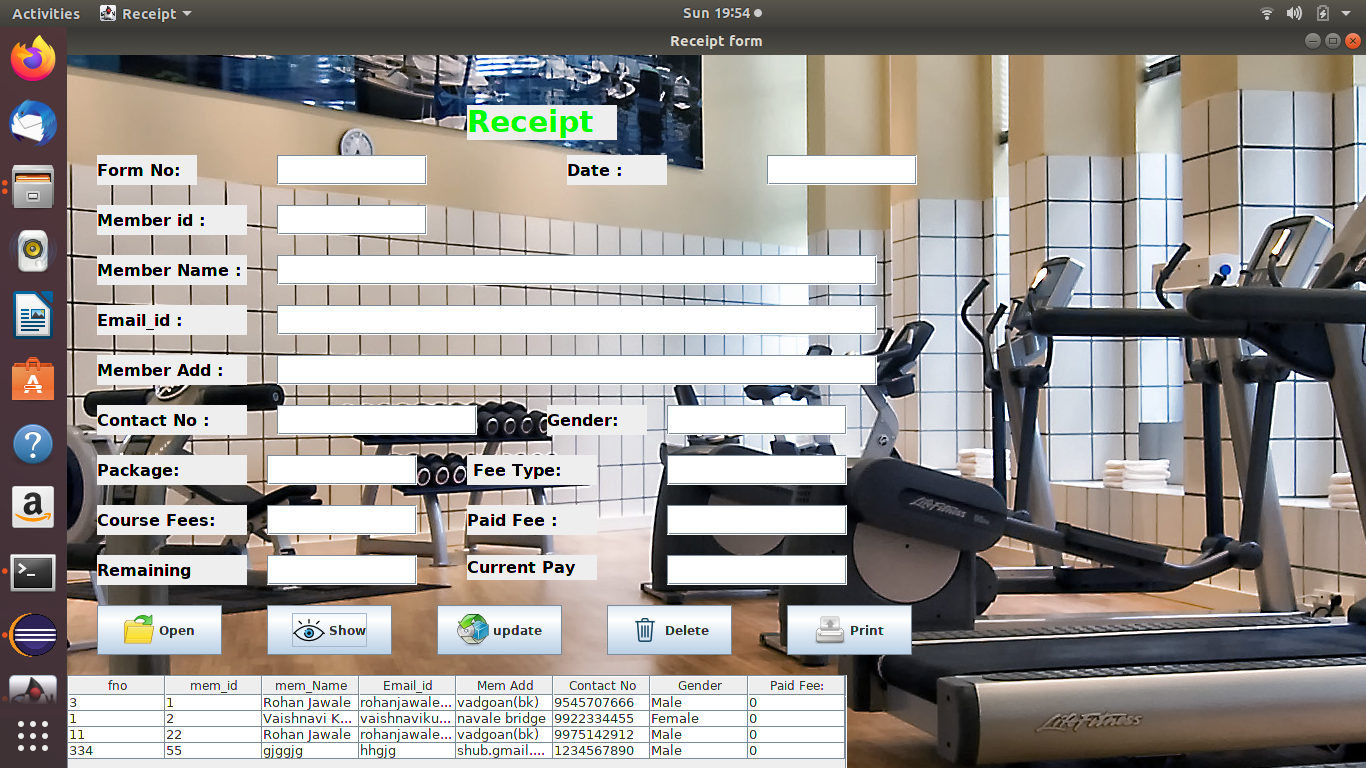 Activities Receipt Sun 19:54
Receipt form
Receipt
Form No: Date :
Member id :
Member Name :
Email_id :
Member Add :
Contact No : Gender:
Package: Fee Type:
Course Fees: Paid Fee :
Remaining Current Pay
Open Show update Delete Print
fno mem_id mem_Name Email_id Mem Add Contact No Gender Paid Fee:
3 1 Rohan Jawale rohanjawale... vadgoan(bk) 9545707666 Male 0
1 2 Vaishnavi K... vaishnaviku... navale bridge 9922334455 Female 0
11 22 Rohan Jawale rohanjawale... vadgoan(bk) 9975142912 Male 0
334 55 gjggjg hhgjg shub.gmail.... 1234567890 Male 0
LifeFitness
LifeFitness